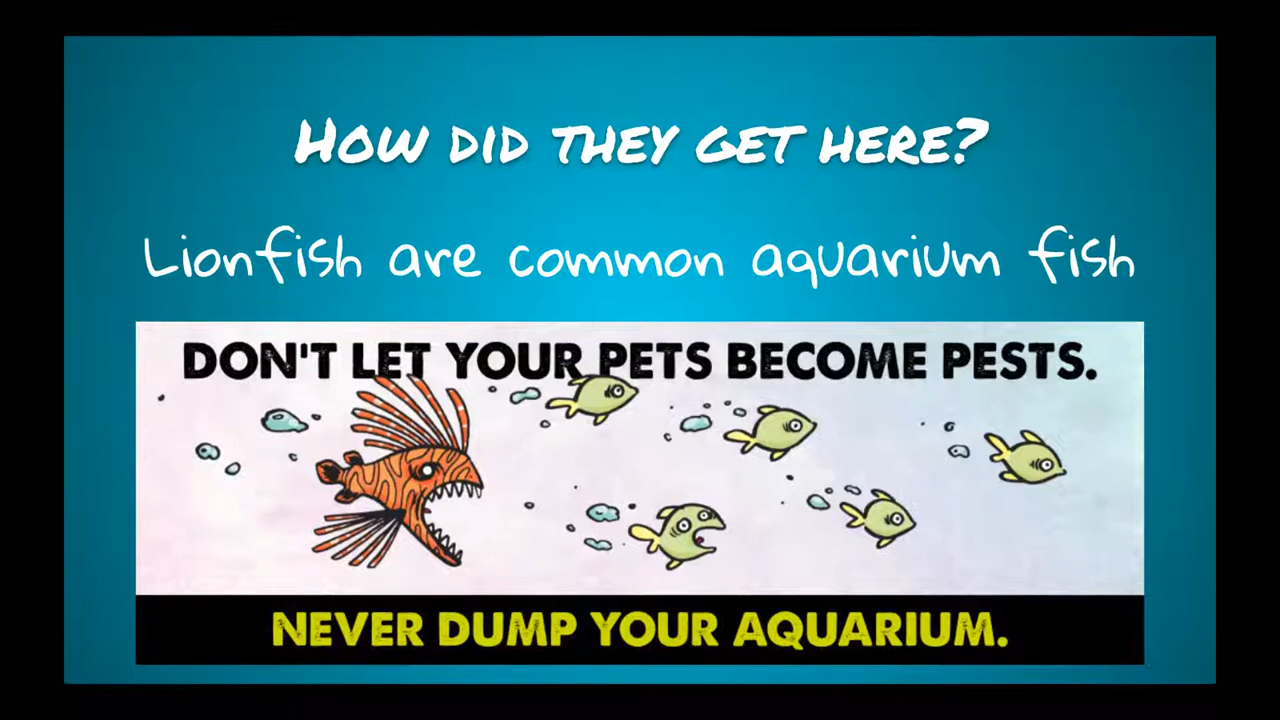 How did they get here?
Lionfish are common aquarium fish
DON'T LET YOUR PETS BECOME PESTS.
NEVER DUMP YOUR AQUARIUM.